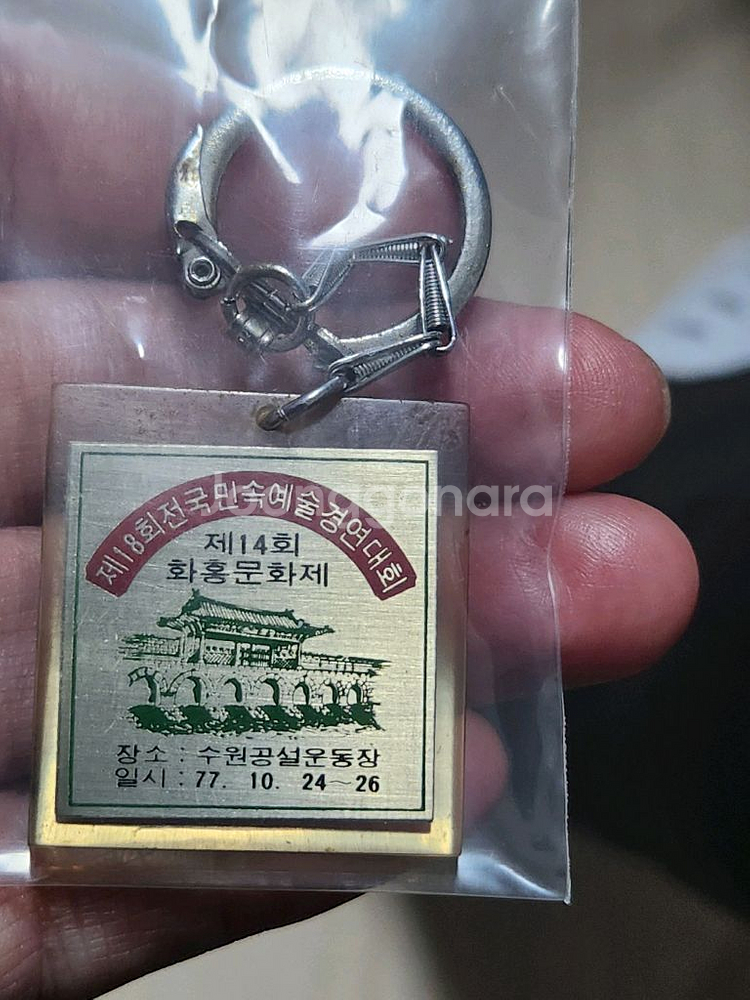 제18회전국민속예술경연대회
제14회
화홍문화제
장소 : 수원공설운동장
일시 : 77. 10. 24~26
bunggonara